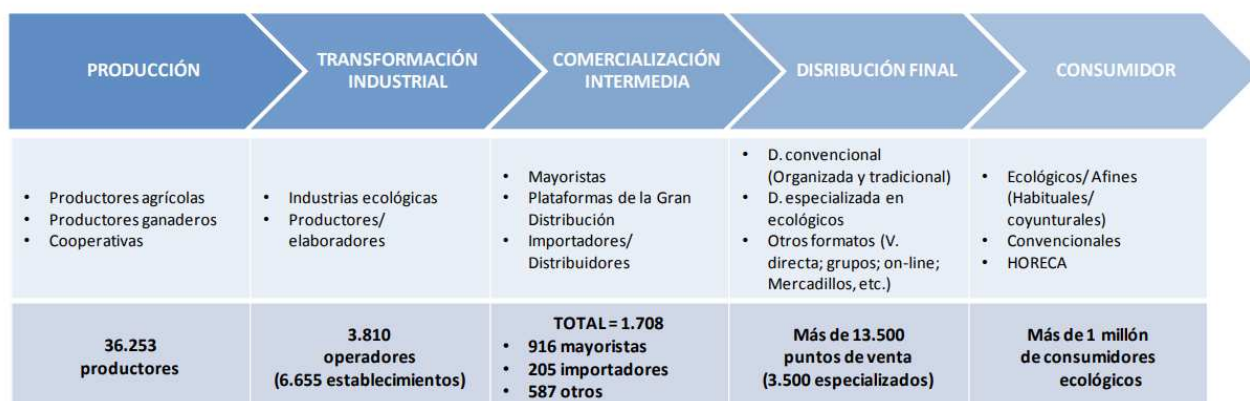 PRODUCCIÓN
TRANSFORMACIÓN
INDUSTRIAL
COMERCIALIZACIÓN
INTERMEDIA
DISRIBUCIÓN FINAL
CONSUMIDOR
• Productores agrícolas
• Productores ganaderos
• Cooperativas
• Industrias ecológicas
• Productores/
elaboradores
• Mayoristas
• Plataformas de la Gran
Distribución
• Importadores/
Distribuidores
• D. convencional
(Organizada y tradicional)
• D. especializada en
ecológicos
• Otros formatos (V.
directa; grupos; on-line;
Mercadillos, etc.)
• Ecológicos/ Afines
(Habituales/
coyunturales)
• Convencionales
• HORECA
36.253
productores
3.810
operadores
(6.655 establecimientos)
TOTAL = 1.708
• 916 mayoristas
• 205 importadores
• 587 otros
Más de 13.500
puntos de venta
(3.500 especializados)
Más de 1 millón
de consumidores
ecológicos